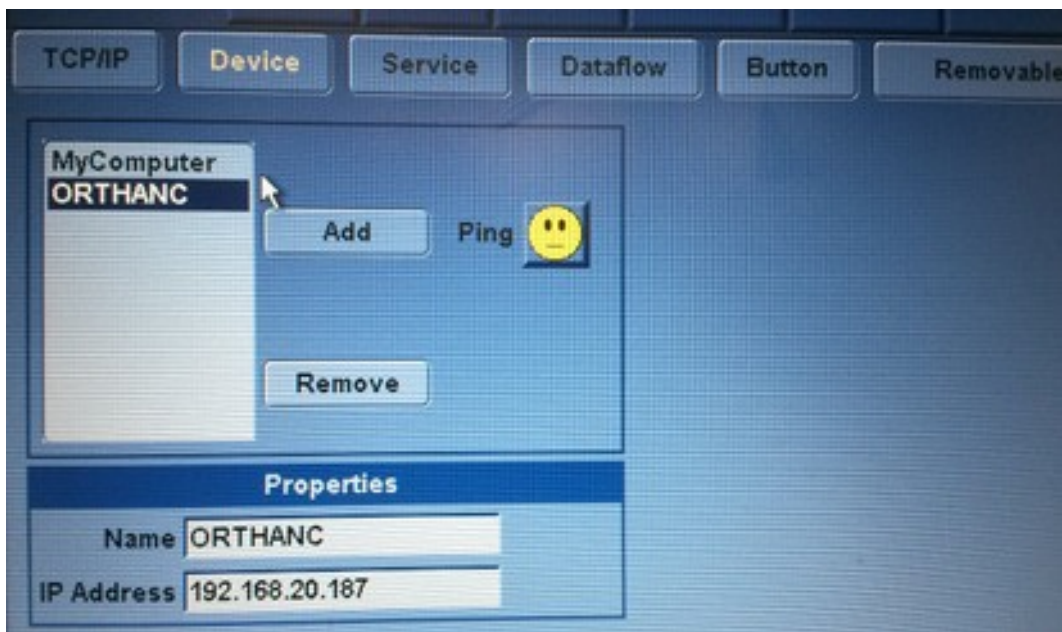 TCP/IP Device Service Dataflow Button Removable
MyComputer
ORTHANC
Add Ping
Remove
Properties
Name ORTHANC
IP Address 192.168.20.187